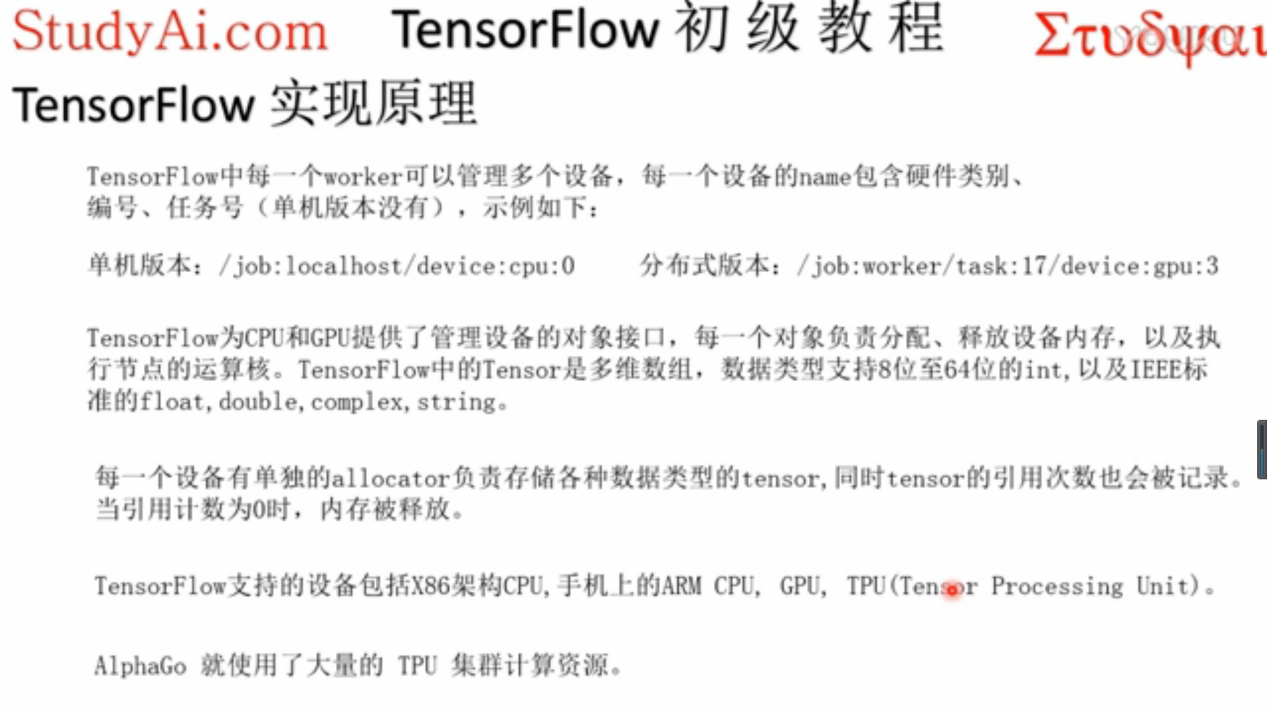 StudyAi.com
TensorFlow 初 级 教 程
Στυδψαι
TensorFlow 实现原理
TensorFlow中每一个worker可以管理多个设备，每一个设备的name包含硬件类别、
编号、任务号（单机版本没有），示例如下：
单机版本：/job:localhost/device:cpu:0
分布式版本：/job:worker/task:17/device:gpu:3
TensorFlow为CPU和GPU提供了管理设备的对象接口，每一个对象负责分配、释放设备内存，以及执
行节点的运算核。TensorFlow中的Tensor是多维数组，数据类型支持8位至64位的int,以及IEEE标
准的float,double,complex,string。
每一个设备有单独的allocator负责存储各种数据类型的tensor,同时tensor的引用次数也会被记录。
当引用计数为0时，内存被释放。
TensorFlow支持的设备包括X86架构CPU,手机上的ARM CPU, GPU, TPU(Tensor Processing Unit)。
AlphaGo 就使用了大量的 TPU 集群计算资源。